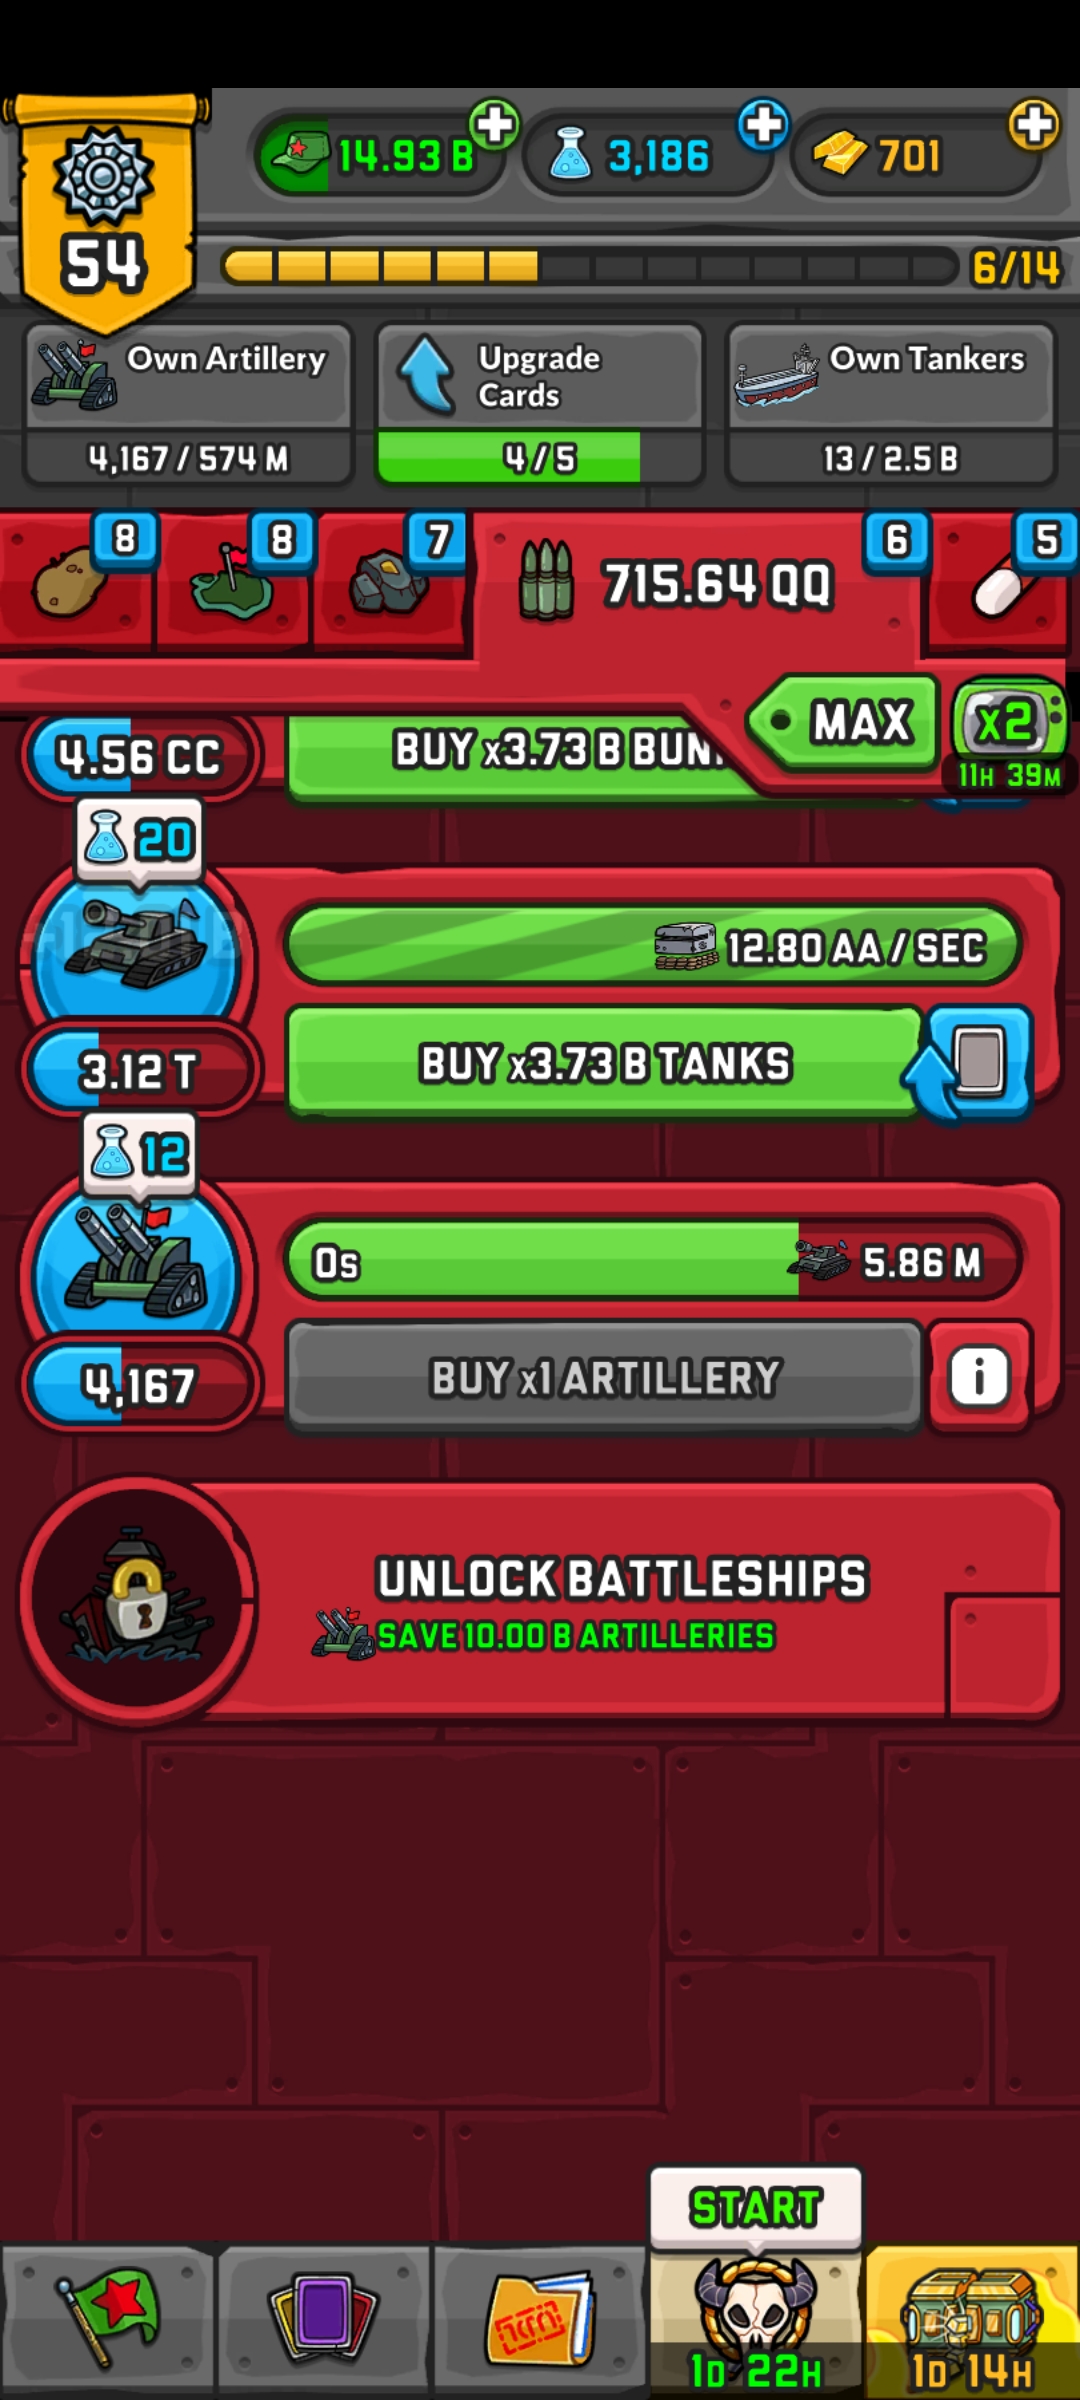 14.93 B
3,186
701
54
6/14
Own Artillery
4,167 / 574 M
Upgrade
Cards
4 / 5
Own Tankers
13 / 2.5 B
8
8
7
715.64 QQ
6
5
MAX
x2
11H 39M
4.56 CC
BUY x3.73 B BUN
20
12.80 AA / SEC
3.12 T
BUY x3.73 B TANKS
12
0s
5.86 M
4,167
BUY x1 ARTILLERY
i
UNLOCK BATTLESHIPS
SAVE 10.00 B ARTILLERIES
START
1D 22H
1D 14H